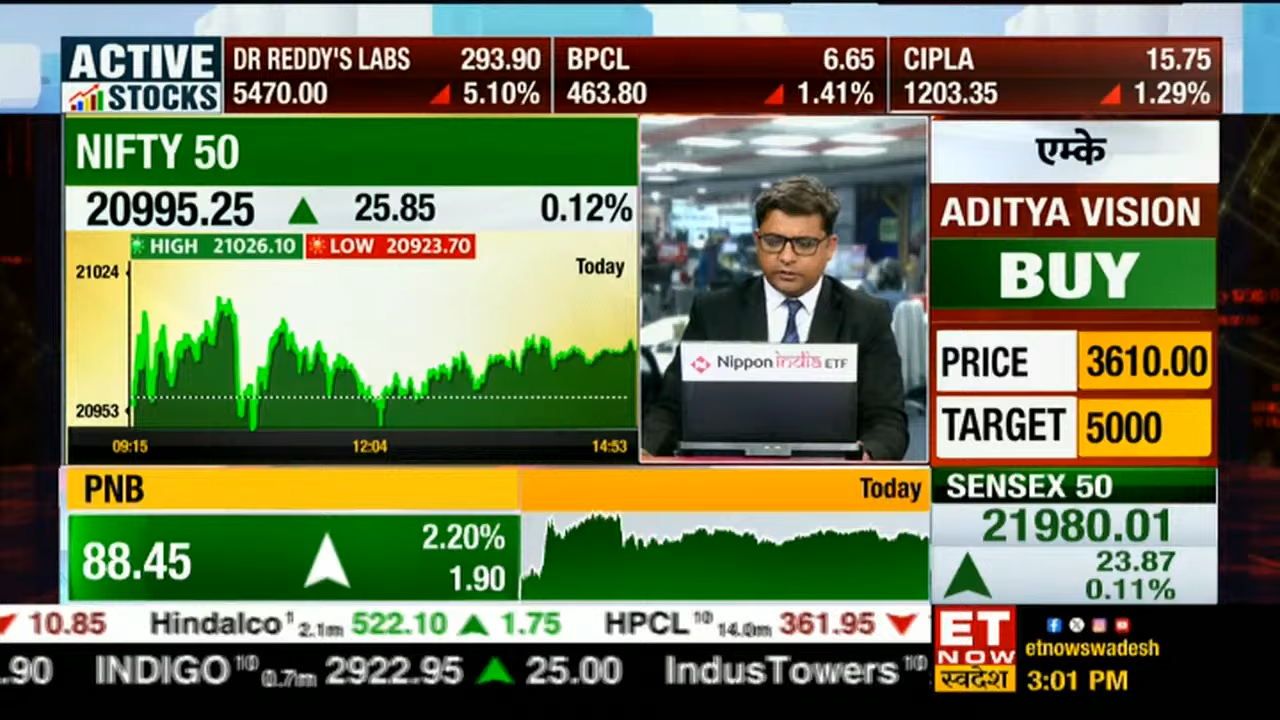 ACTIVE
STOCKS
DR REDDY'S LABS 293.90
5470.00 5.10%
BPCL 6.65
463.80 1.41%
CIPLA 15.75
1203.35 1.29%
NIFTY 50
20995.25 25.85 0.12%
HIGH 21026.10 LOW 20923.70
Today
21024
20953
09:15 12:04 14:53
Nippon india ETF
एम्के
ADITYA VISION
BUY
PRICE 3610.00
TARGET 5000
PNB
Today
88.45
2.20%
1.90
SENSEX 50
21980.01
23.87
0.11%
10.85 Hindalco 1 2.1m 522.10 1.75 HPCL 10 14.0m 361.95
.90 INDIGO 10 0.7m 2922.95 25.00 IndusTowers 10
ET
NOW
स्वदेश
etnowswadesh
3:01 PM